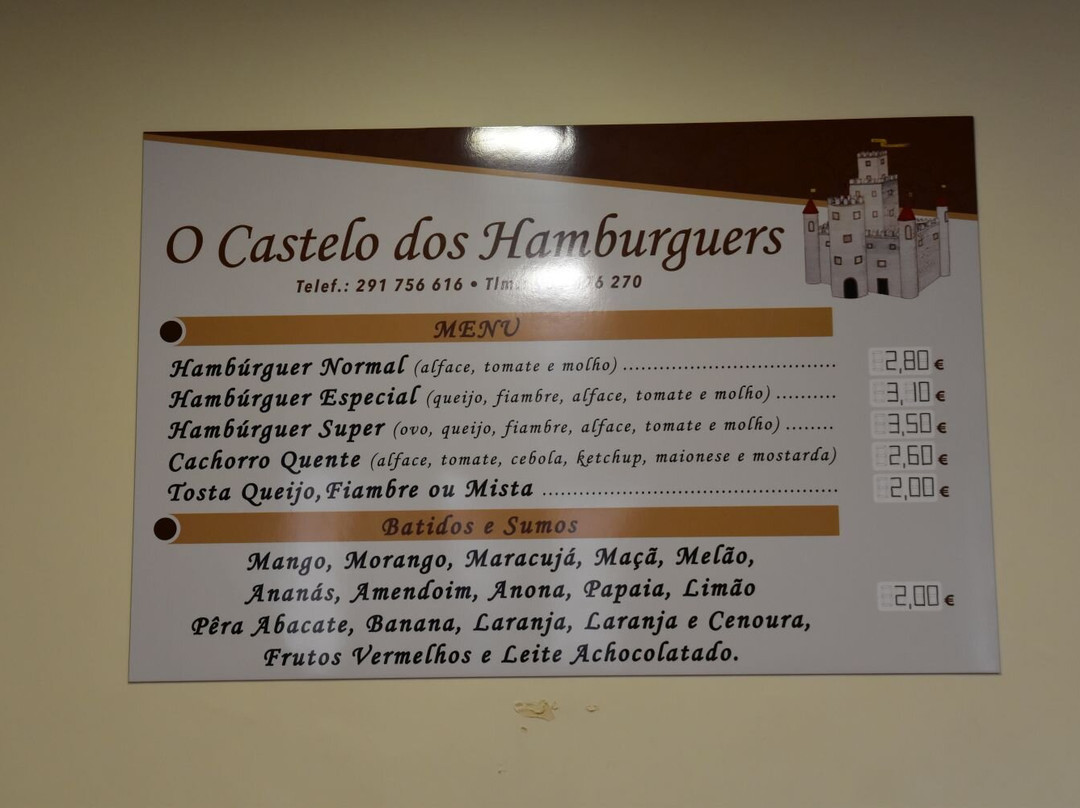 O Castelo dos Hamburguers
Telef.: 291 756 616 • Tlm. 6 270
MENU
Hambúrguer Normal (alface, tomate e molho) .................................. 2,80 €
Hambúrguer Especial (queijo, fiambre, alface, tomate e molho) .......... 3,10 €
Hambúrguer Super (ovo, queijo, fiambre, alface, tomate e molho) ........ 3,50 €
Cachorro Quente (alface, tomate, cebola, ketchup, maionese e mostarda) 2,60 €
Tosta Queijo, Fiambre ou Mista ................................................ 2,00 €
Batidos e Sumos
Mango, Morango, Maracujá, Maçã, Melão,
Ananás, Amendoim, Anona, Papaia, Limão 2,00 €
Pêra Abacate, Banana, Laranja, Laranja e Cenoura,
Frutos Vermelhos e Leite Achocolatado.